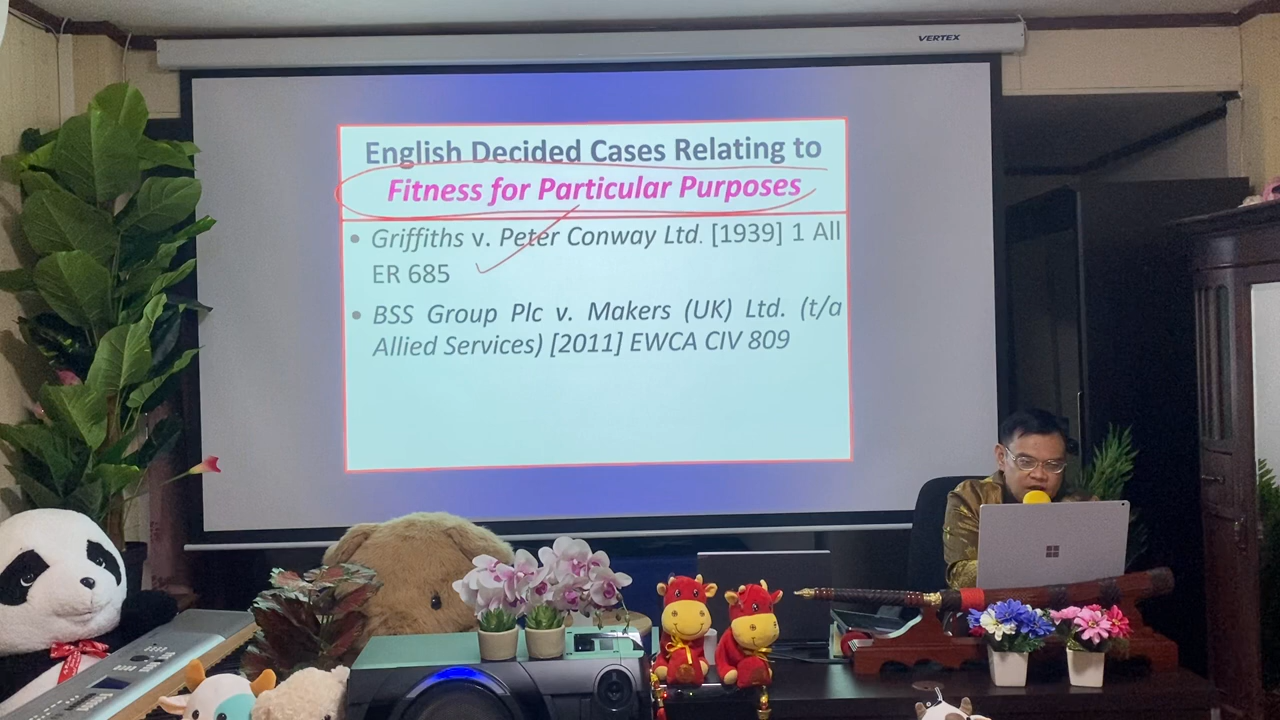 VERTEX
English Decided Cases Relating to
Fitness for Particular Purposes
• Griffiths v. Peter Conway Ltd. [1939] 1 All
ER 685
• BSS Group Plc v. Makers (UK) Ltd. (t/a
Allied Services) [2011] EWCA CIV 809